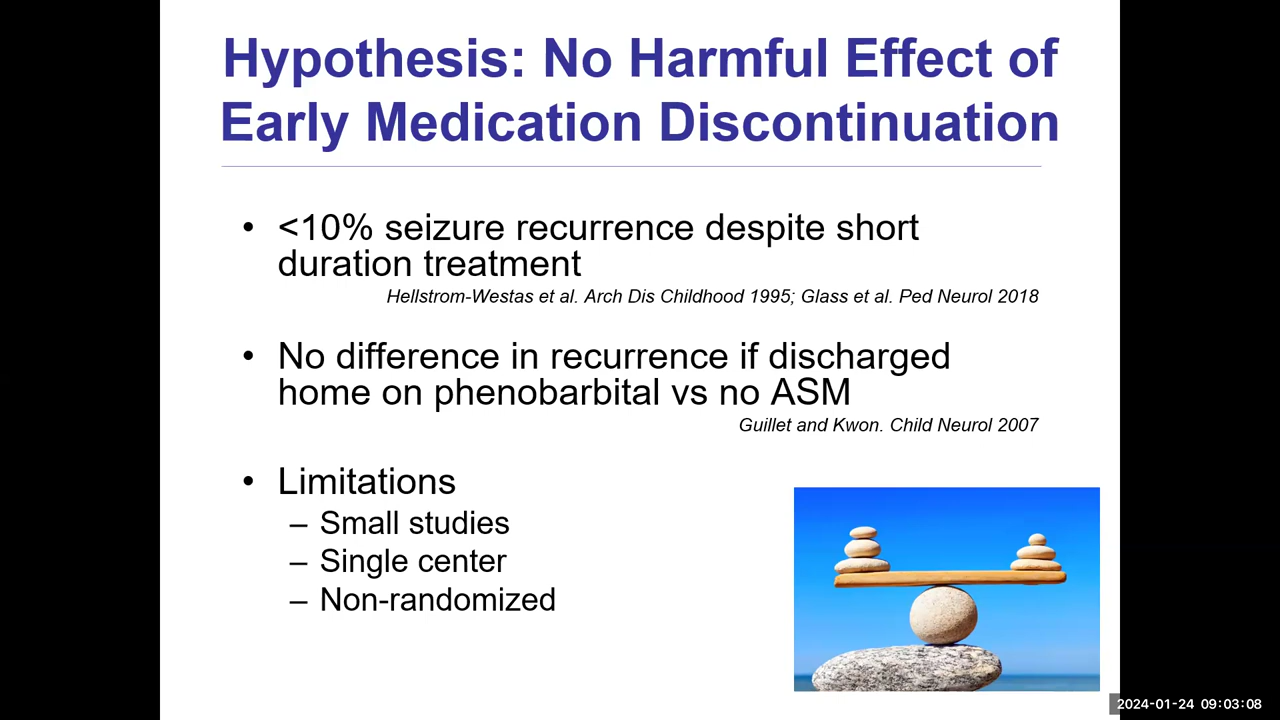 Hypothesis: No Harmful Effect of
Early Medication Discontinuation
• <10% seizure recurrence despite short
duration treatment
Hellstrom-Westas et al. Arch Dis Childhood 1995; Glass et al. Ped Neurol 2018
• No difference in recurrence if discharged
home on phenobarbital vs no ASM
Guillet and Kwon. Child Neurol 2007
• Limitations
– Small studies
– Single center
– Non-randomized
2024-01-24 09:03:08